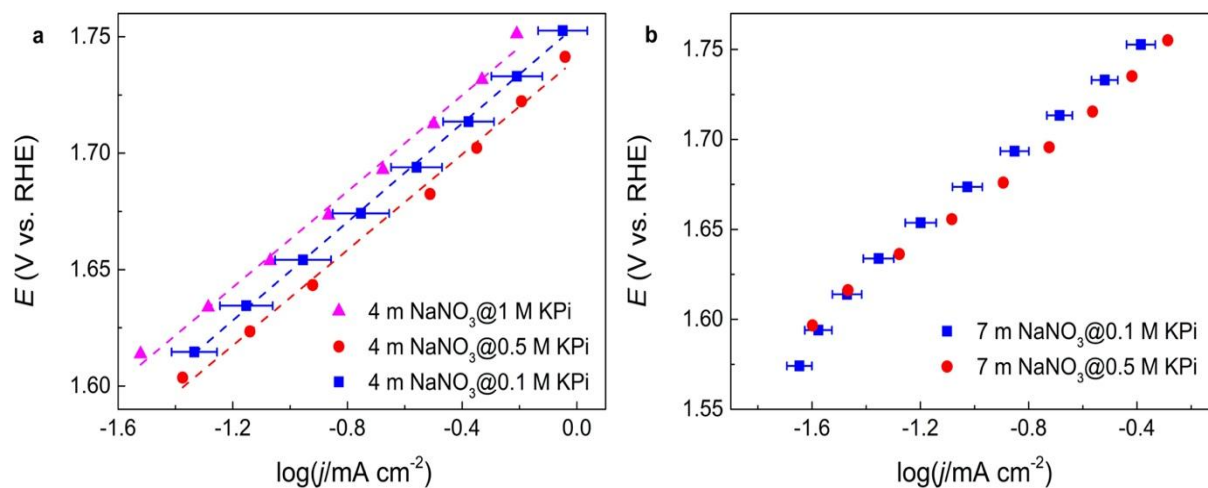 a
1.75
1.70
1.65
1.60
E (V vs. RHE)
4 m NaNO₃@1 M KPi
4 m NaNO₃@0.5 M KPi
4 m NaNO₃@0.1 M KPi
-1.6 -1.2 -0.8 -0.4 0.0
log(j/mA cm⁻²)
b
1.75
1.70
1.65
1.60
1.55
E (V vs. RHE)
7 m NaNO₃@0.1 M KPi
7 m NaNO₃@0.5 M KPi
-1.6 -1.2 -0.8 -0.4
log(j/mA cm⁻²)